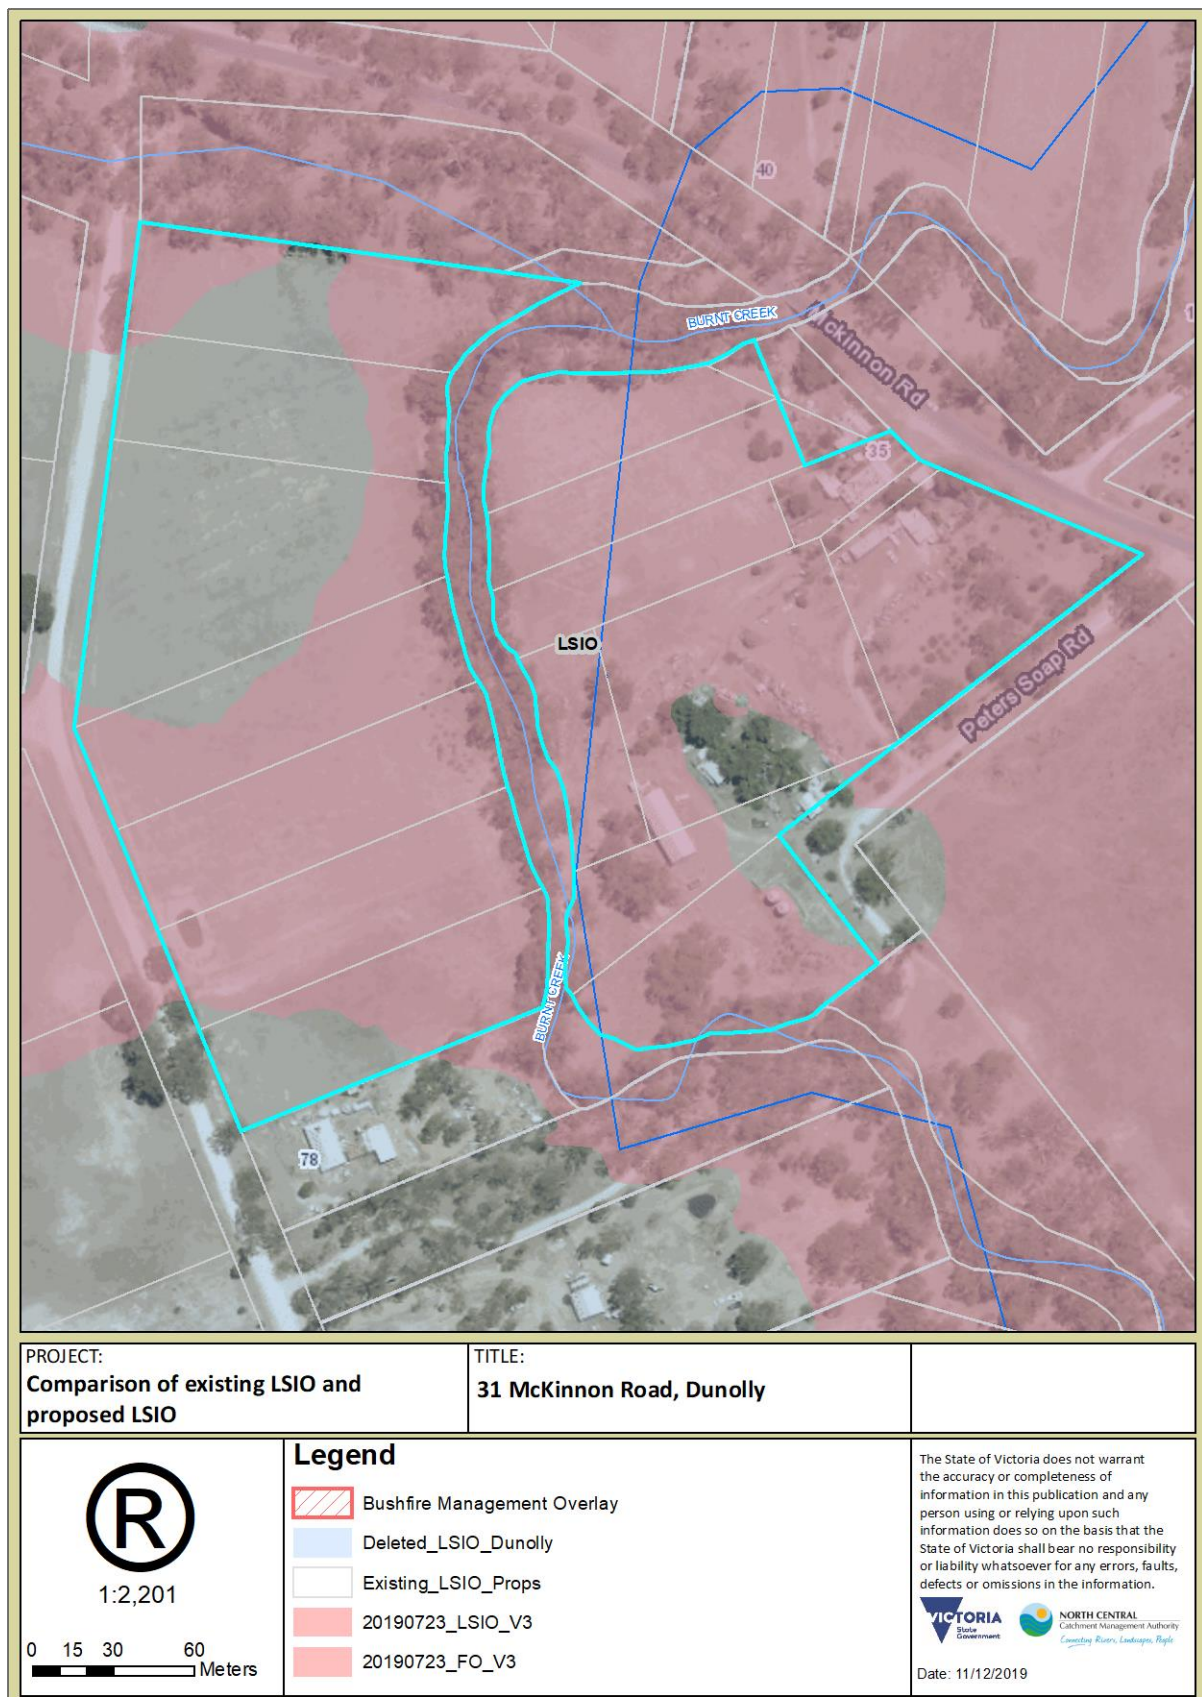 40
BURNT CREEK
Mckinnon Rd
35
LSIO
Peters Soap Rd
BURNT CREEK
78
PROJECT:
Comparison of existing LSIO and
proposed LSIO
TITLE:
31 McKinnon Road, Dunolly
R
1:2,201
0 15 30 60
Meters
Legend
Bushfire Management Overlay
Deleted_LSIO_Dunolly
Existing_LSIO_Props
20190723_LSIO_V3
20190723_FO_V3
The State of Victoria does not warrant
the accuracy or completeness of
information in this publication and any
person using or relying upon such
information does so on the basis that the
State of Victoria shall bear no responsibility
or liability whatsoever for any errors, faults,
defects or omissions in the information.
VICTORIA
State
Government
NORTH CENTRAL
Catchment Management Authority
Connecting Rivers, Landscapes, People
Date: 11/12/2019